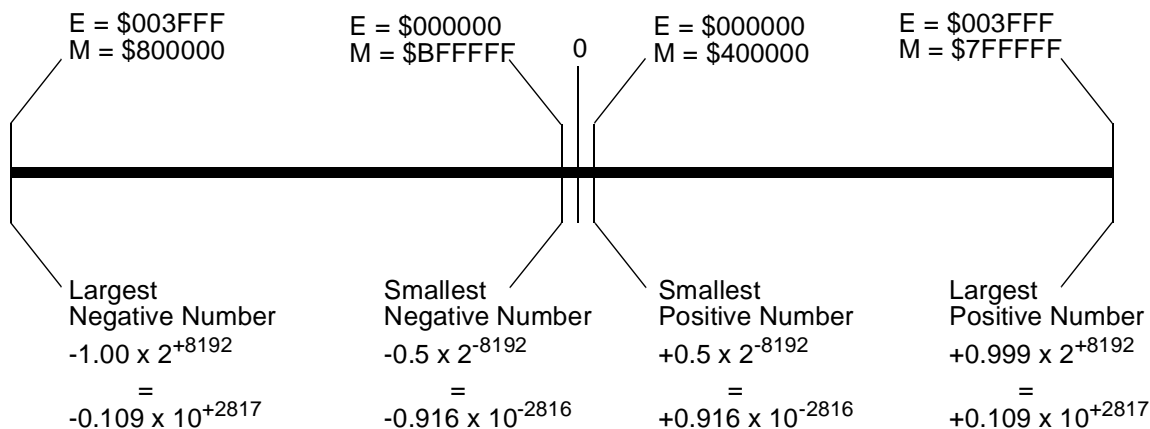 E = $003FFF
M = $800000
E = $000000
M = $BFFFFF
0
E = $000000
M = $400000
E = $003FFF
M = $7FFFFF
Largest
Negative Number
-1.00 x 2+8192
=
-0.109 x 10+2817
Smallest
Negative Number
-0.5 x 2-8192
=
-0.916 x 10-2816
Smallest
Positive Number
+0.5 x 2-8192
=
+0.916 x 10-2816
Largest
Positive Number
+0.999 x 2+8192
=
+0.109 x 10+2817